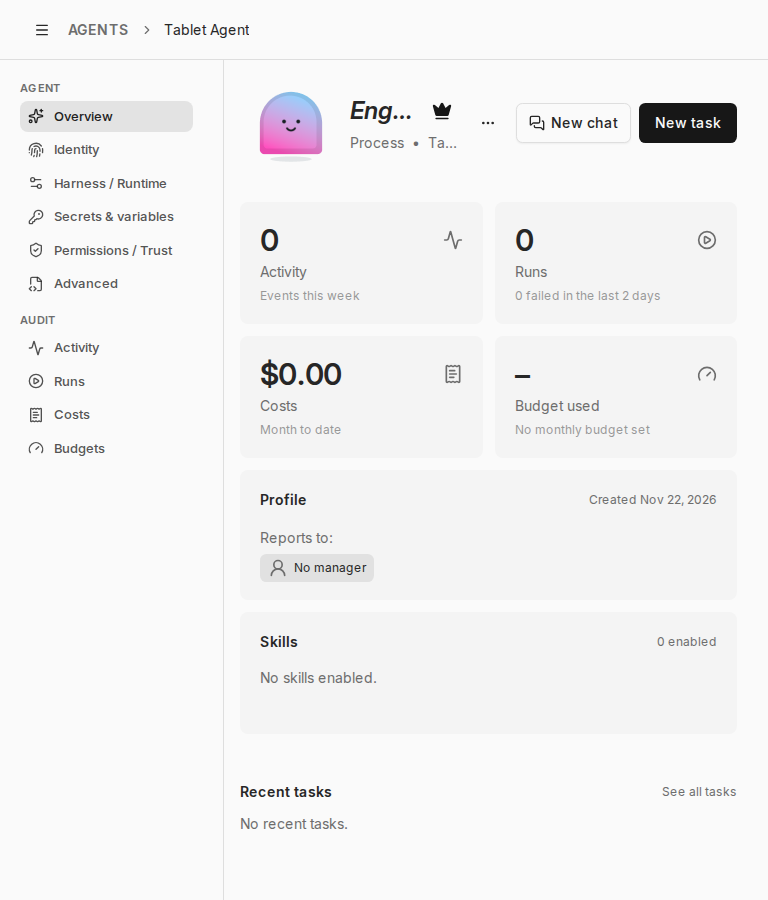 AGENTS > Tablet Agent
AGENT
Overview
Identity
Harness / Runtime
Secrets & variables
Permissions / Trust
Advanced
AUDIT
Activity
Runs
Costs
Budgets
Eng...
Process • Ta...
New chat
New task
0
Activity
Events this week
0
Runs
0 failed in the last 2 days
$0.00
Costs
Month to date
–
Budget used
No monthly budget set
Profile
Created Nov 22, 2026
Reports to:
No manager
Skills
0 enabled
No skills enabled.
Recent tasks
See all tasks
No recent tasks.